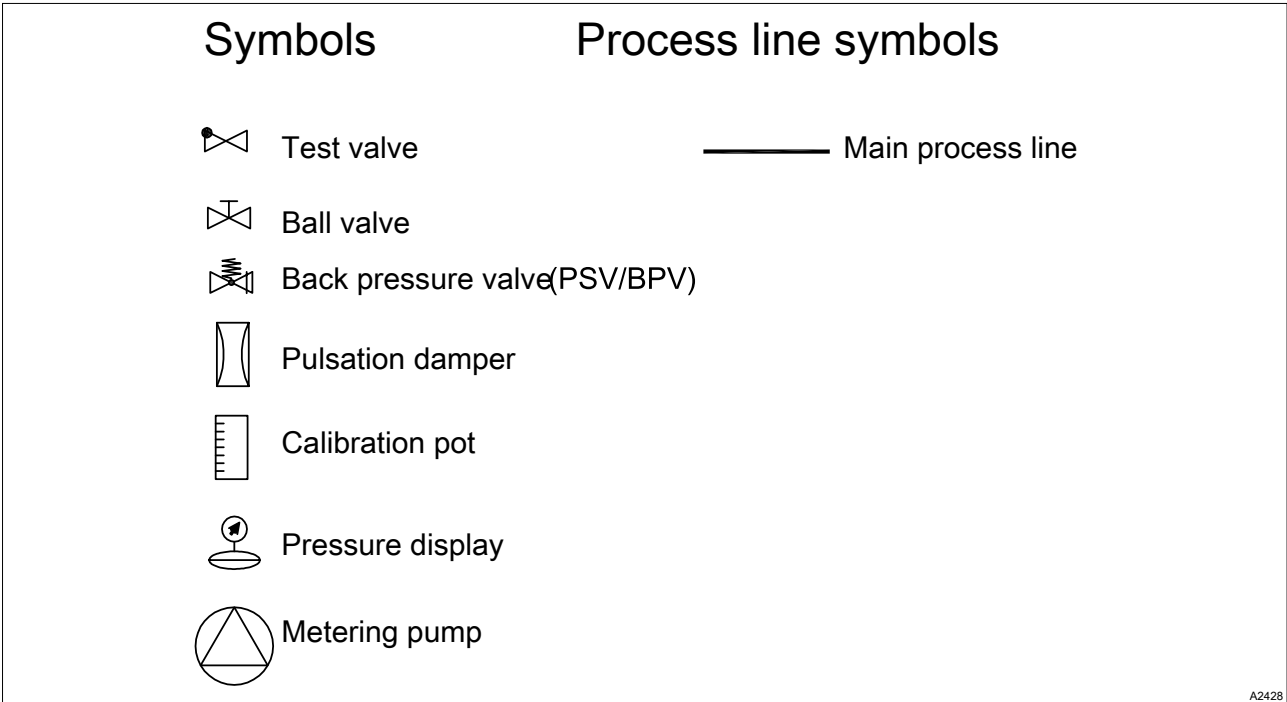 Symbols Process line symbols
Test valve Main process line
Ball valve
Back pressure valve(PSV/BPV)
Pulsation damper
Calibration pot
Pressure display
Metering pump
A2428